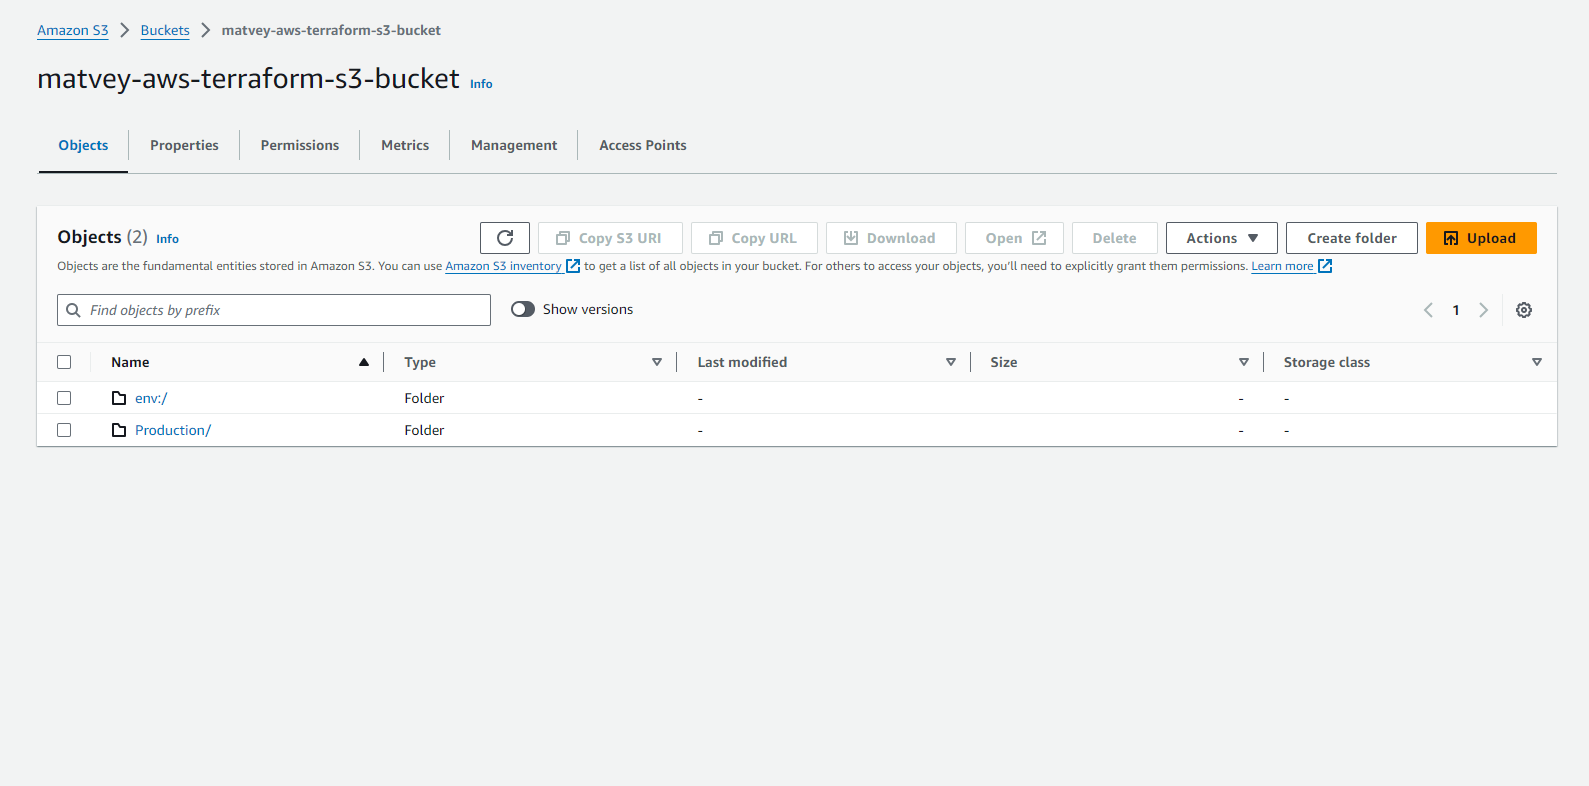 Amazon S3 > Buckets > matvey-aws-terraform-s3-bucket
matvey-aws-terraform-s3-bucket Info
Objects Properties Permissions Metrics Management Access Points
Objects (2) Info Copy S3 URI Copy URL Download Open Delete Actions Create folder Upload
Objects are the fundamental entities stored in Amazon S3. You can use Amazon S3 inventory to get a list of all objects in your bucket. For others to access your objects, you'll need to explicitly grant them permissions. Learn more
Find objects by prefix Show versions 1
Name Type Last modified Size Storage class
env:/ Folder - - -
Production/ Folder - - -